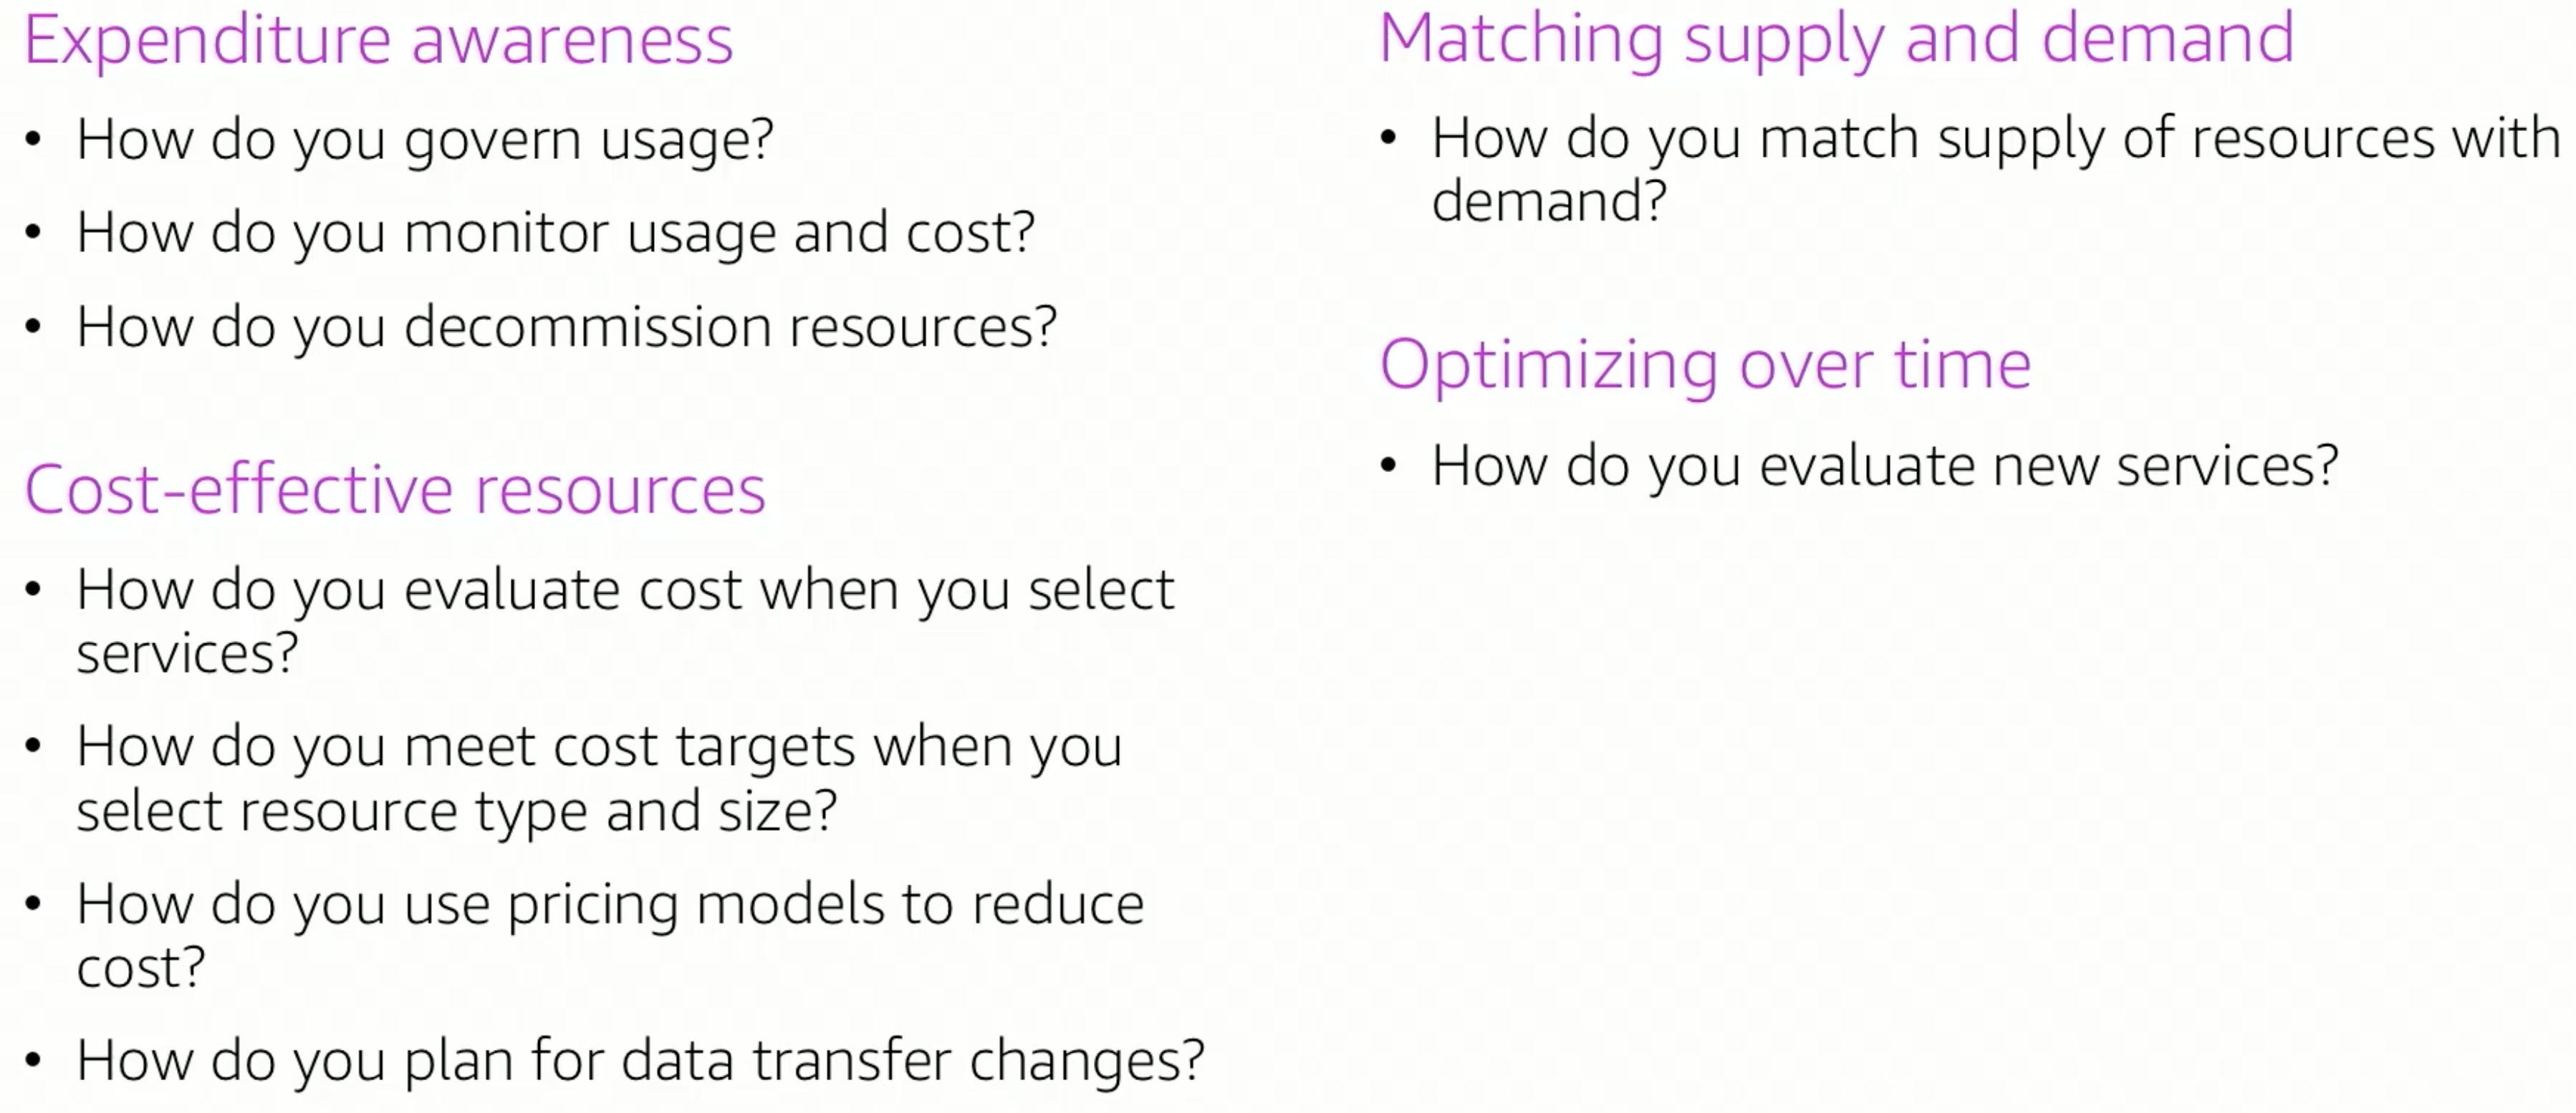 Expenditure awareness
• How do you govern usage?
• How do you monitor usage and cost?
• How do you decommission resources?
Cost-effective resources
• How do you evaluate cost when you select
services?
• How do you meet cost targets when you
select resource type and size?
• How do you use pricing models to reduce
cost?
• How do you plan for data transfer changes?
Matching supply and demand
• How do you match supply of resources with
demand?
Optimizing over time
• How do you evaluate new services?